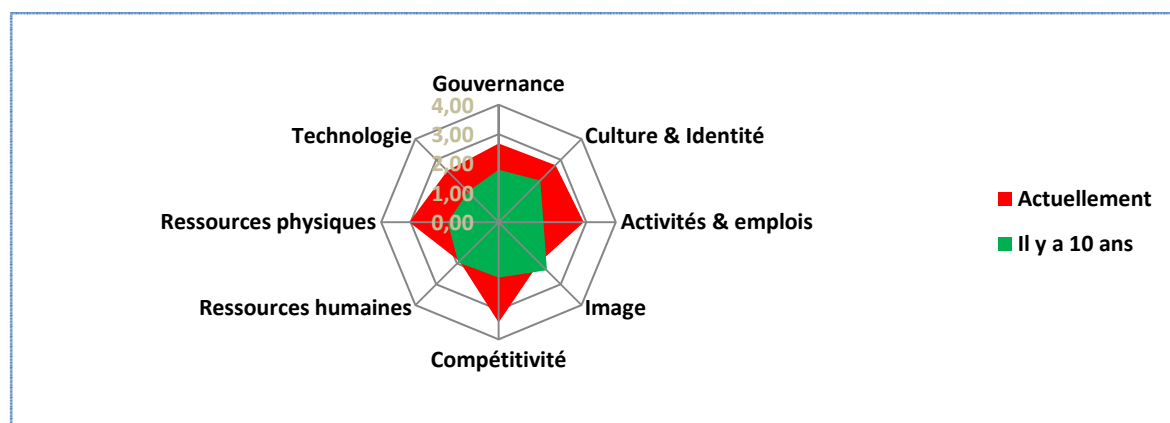 Gouvernance
4,00
Technologie
3,00
Culture & Identité
2,00
1,00
Ressources physiques
0,00
Activités & emplois
Actuellement
Il y a 10 ans
Ressources humaines
Image
Compétitivité